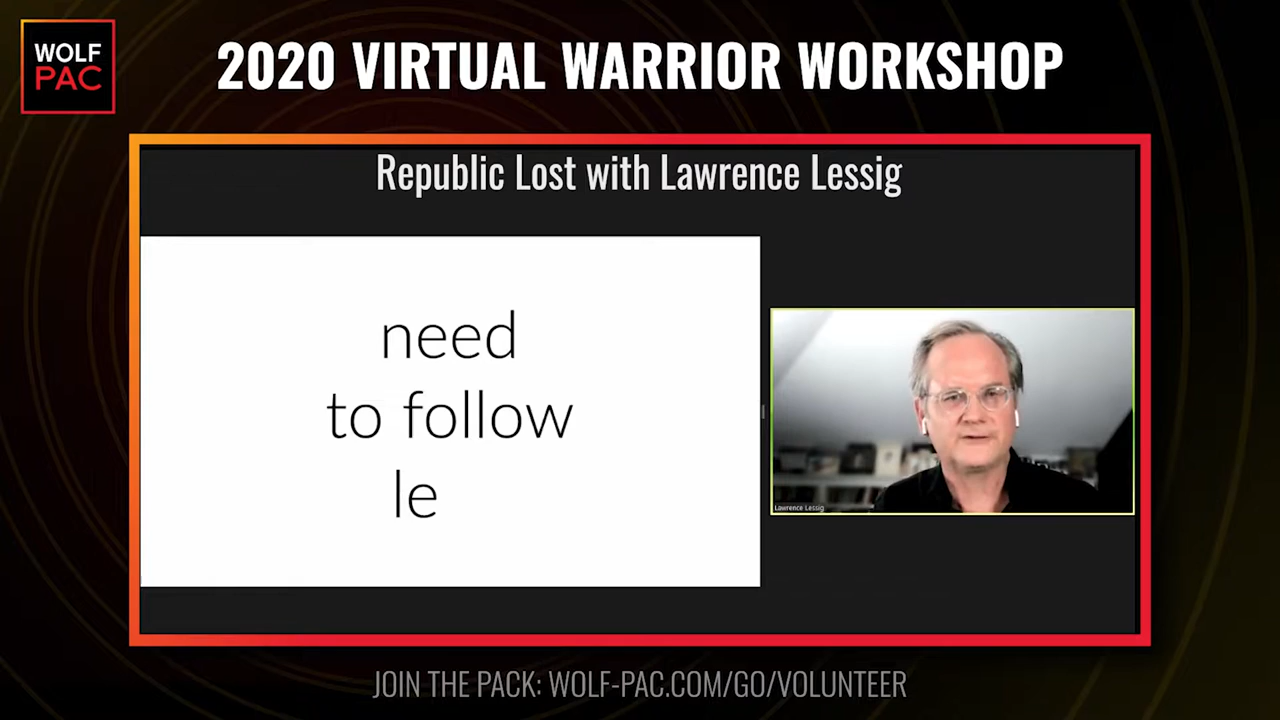 WOLF
PAC
2020 VIRTUAL WARRIOR WORKSHOP
Republic Lost with Lawrence Lessig
need
to follow
le
Lawrence Lessig
JOIN THE PACK: WOLF-PAC.COM/GO/VOLUNTEER